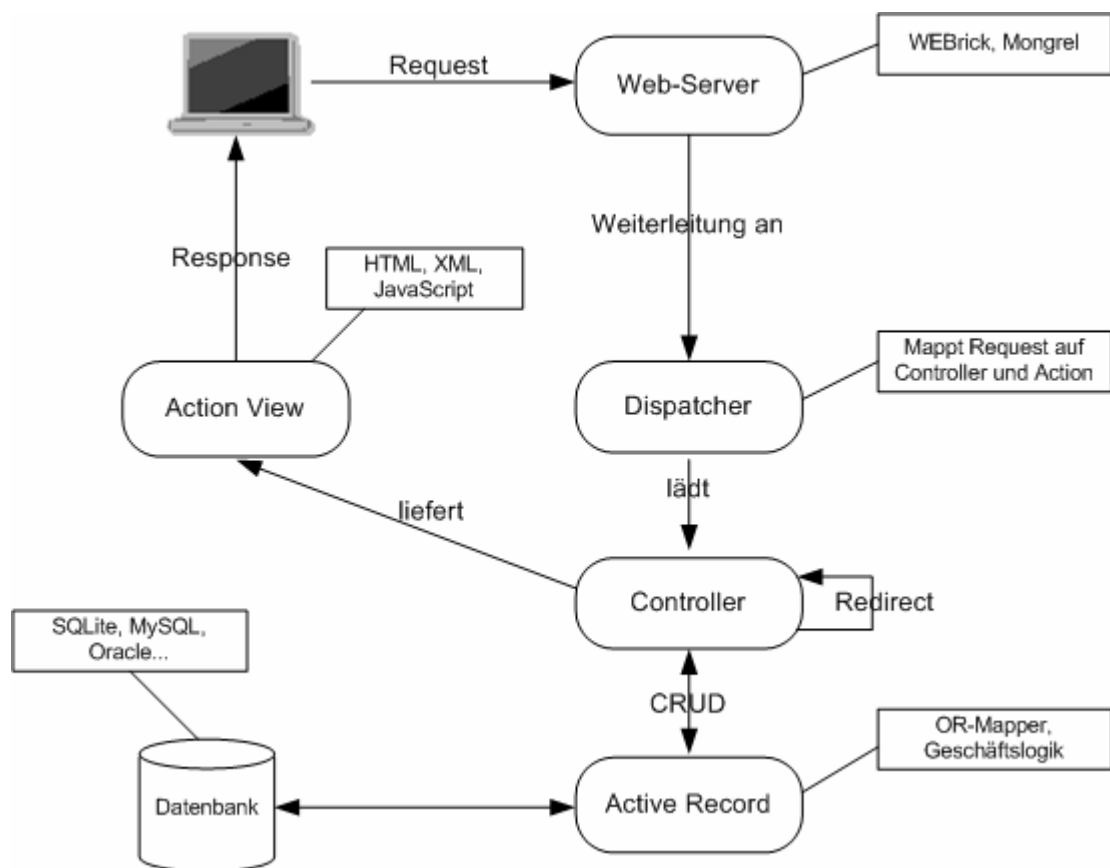 Request
Web-Server
WEBrick, Mongrel
Weiterleitung an
Response
HTML, XML,
JavaScript
Action View
Dispatcher
Mappt Request auf
Controller und Action
lädt
liefert
Controller
Redirect
SQLite, MySQL,
Oracle...
CRUD
OR-Mapper,
Geschäftslogik
Datenbank
Active Record